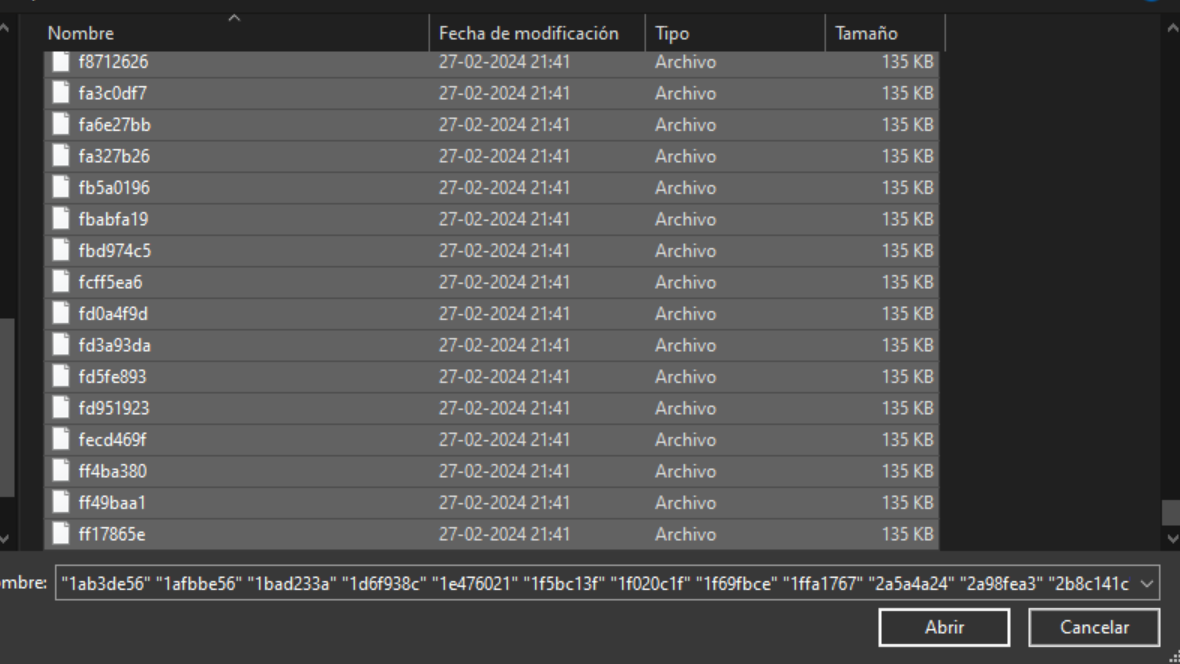 Nombre Fecha de modificación Tipo Tamaño
f8712626 27-02-2024 21:41 Archivo 135 KB
fa3c0df7 27-02-2024 21:41 Archivo 135 KB
fa6e27bb 27-02-2024 21:41 Archivo 135 KB
fa327b26 27-02-2024 21:41 Archivo 135 KB
fb5a0196 27-02-2024 21:41 Archivo 135 KB
fbabfa19 27-02-2024 21:41 Archivo 135 KB
fbd974c5 27-02-2024 21:41 Archivo 135 KB
fcff5ea6 27-02-2024 21:41 Archivo 135 KB
fd0a4f9d 27-02-2024 21:41 Archivo 135 KB
fd3a93da 27-02-2024 21:41 Archivo 135 KB
fd5fe893 27-02-2024 21:41 Archivo 135 KB
fd951923 27-02-2024 21:41 Archivo 135 KB
fecd469f 27-02-2024 21:41 Archivo 135 KB
ff4ba380 27-02-2024 21:41 Archivo 135 KB
ff49baa1 27-02-2024 21:41 Archivo 135 KB
ff17865e 27-02-2024 21:41 Archivo 135 KB
mbre: "1ab3de56" "1afbbe56" "1bad233a" "1d6f938c" "1e476021" "1f5bc13f" "1f020c1f" "1f69fbce" "1ffa1767" "2a5a4a24" "2a98fea3" "2b8c141c
Abrir Cancelar